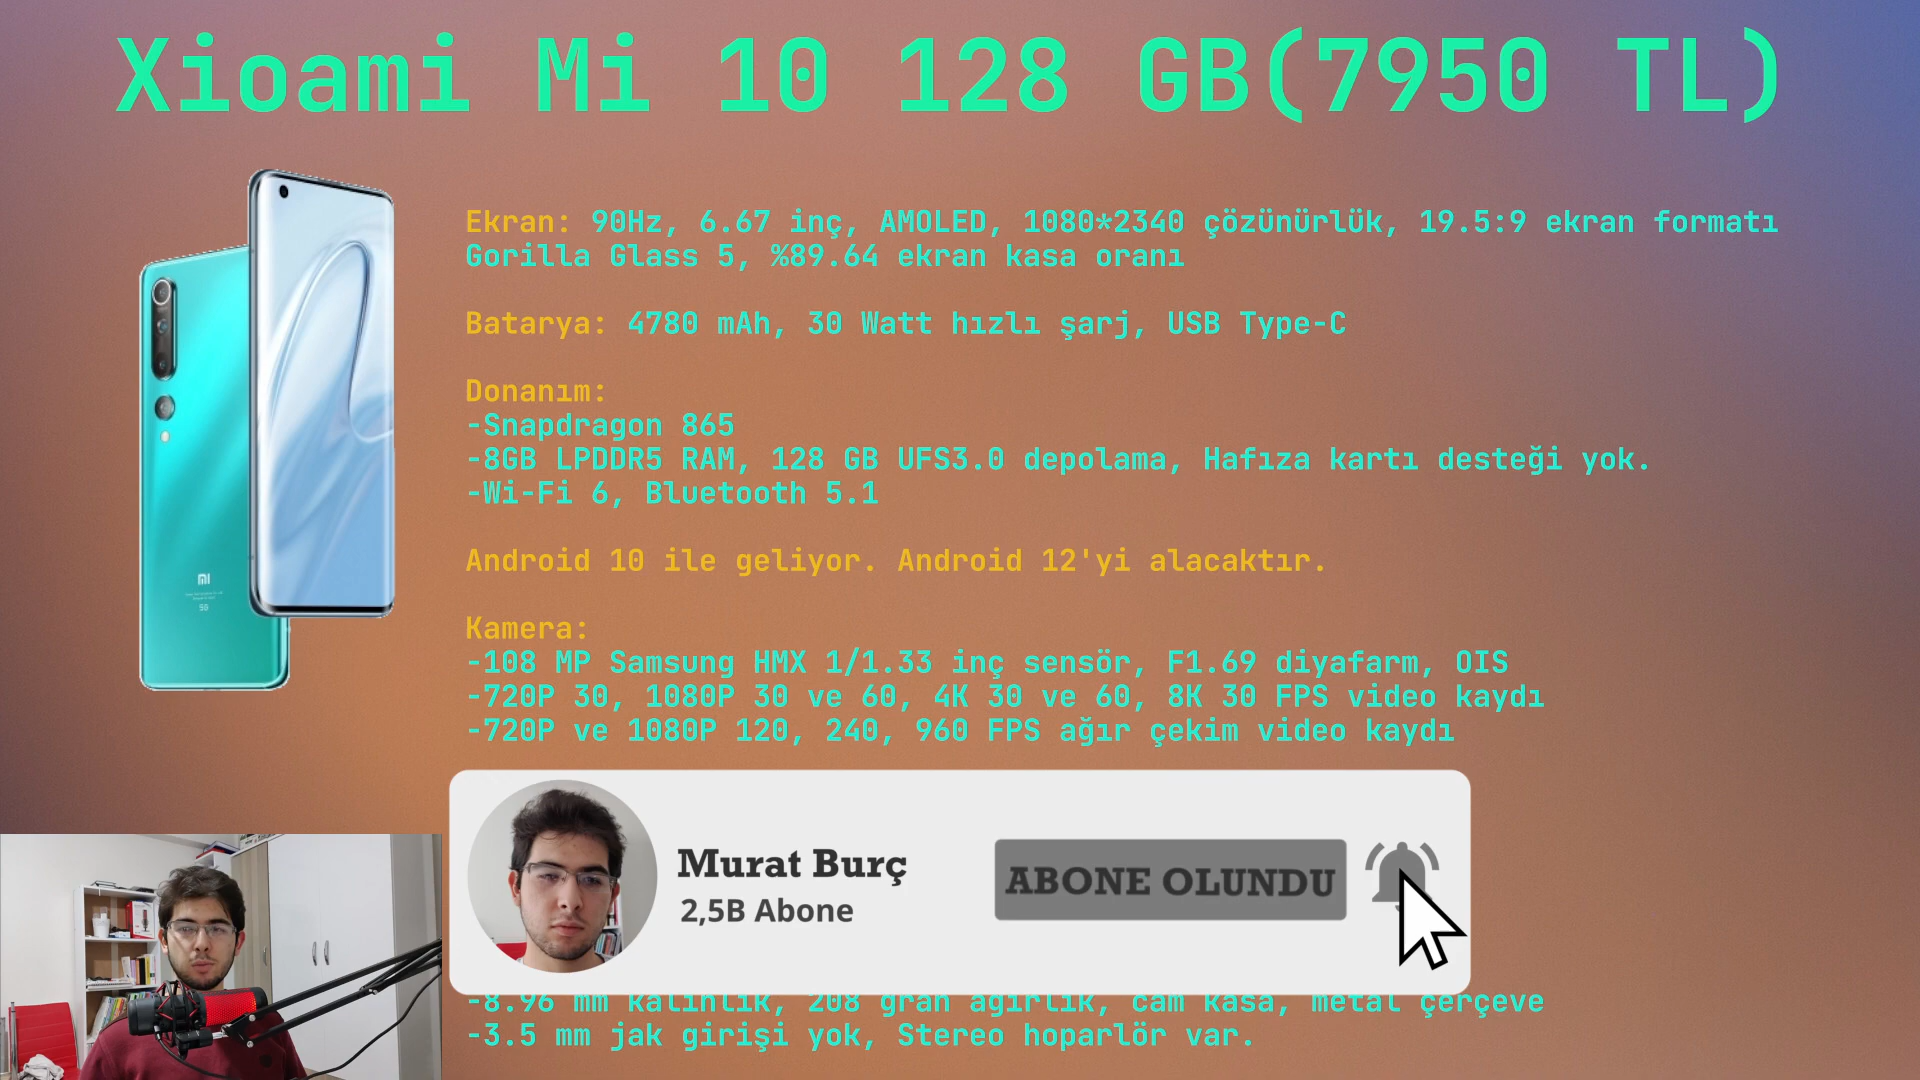 Xioami Mi 10 128 GB(7950 TL)
Ekran: 90Hz, 6.67 inç, AMOLED, 1080*2340 çözünürlük, 19.5:9 ekran formatı
Gorilla Glass 5, %89.64 ekran kasa oranı
Batarya: 4780 mAh, 30 Watt hızlı şarj, USB Type-C
Donanım:
-Snapdragon 865
-8GB LPDDR5 RAM, 128 GB UFS3.0 depolama, Hafıza kartı desteği yok.
-Wi-Fi 6, Bluetooth 5.1
Android 10 ile geliyor. Android 12'yi alacaktır.
Kamera:
-108 MP Samsung HMX 1/1.33 inç sensör, F1.69 diyafarm, OIS
-720P 30, 1080P 30 ve 60, 4K 30 ve 60, 8K 30 FPS video kaydı
-720P ve 1080P 120, 240, 960 FPS ağır çekim video kaydı
Murat Burç
2,5B Abone
ABONE OLUNDU
-8.96 mm kalınlık, 208 gran ağırlık, cam kasa, metal çerçeve
-3.5 mm jak girişi yok, Stereo hoparlör var.
MI
5G